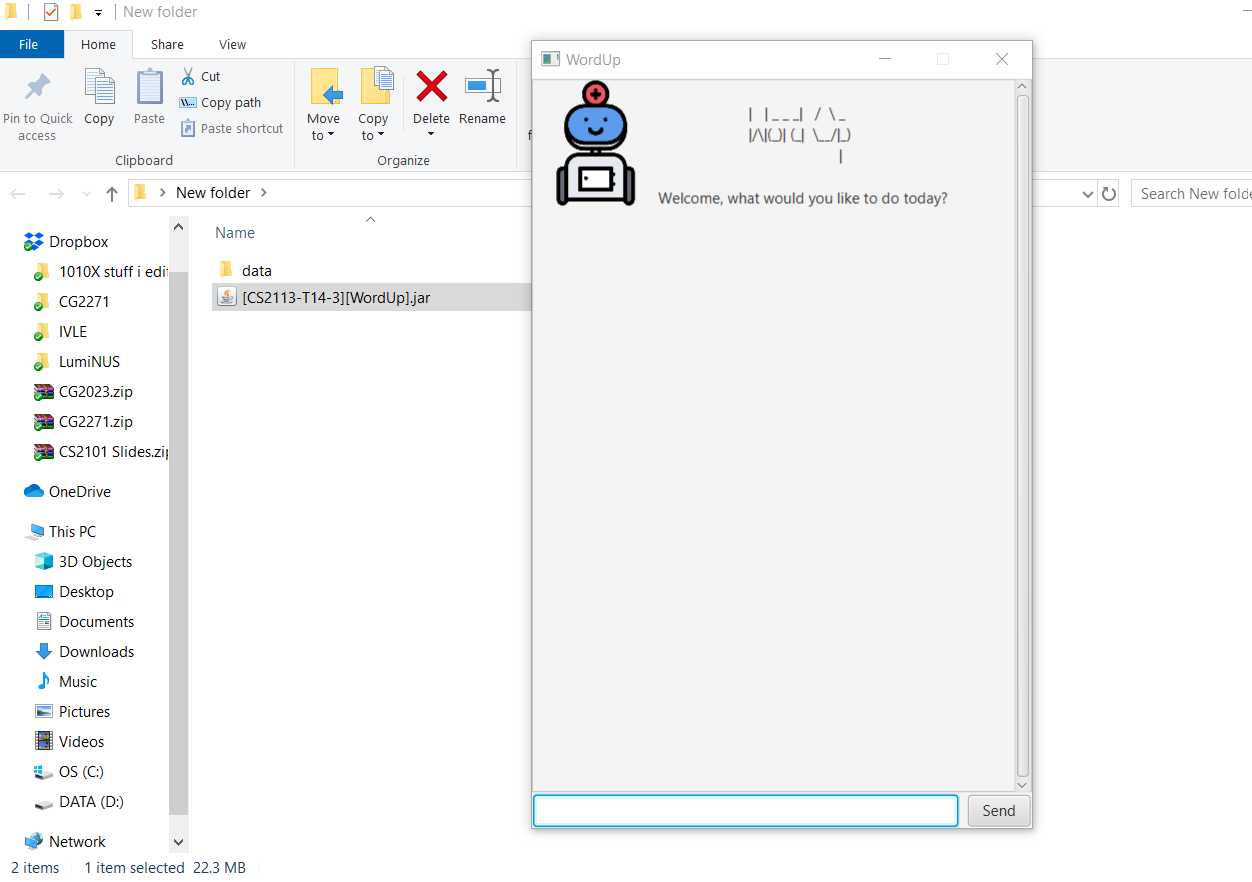 New folder
File Home Share View
Pin to Quick access
Copy
Paste
Cut
Copy path
Paste shortcut
Clipboard
Move to
Copy to
Delete
Rename
Organize
New folder
Search New folde
Dropbox
1010X stuff i edit
CG2271
IVLE
LumiNUS
CG2023.zip
CG2271.zip
CS2101 Slides.zip
OneDrive
This PC
3D Objects
Desktop
Documents
Downloads
Music
Pictures
Videos
OS (C:)
DATA (D:)
Network
2 items 1 item selected 22.3 MB
Name
data
[CS2113-T14-3][WordUp].jar
WordUp
| |_ _ _| / \ _
|/\|(_)| (_| \__/|_)
|
Welcome, what would you like to do today?
Send